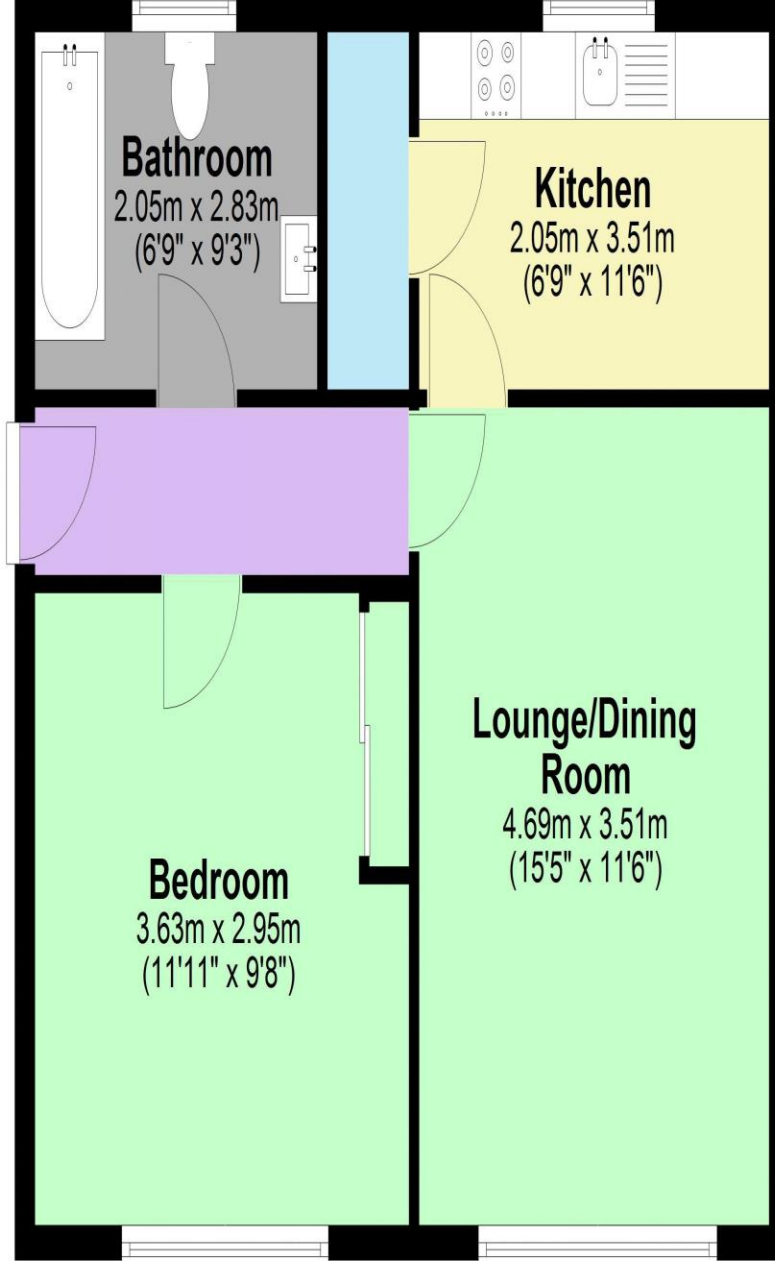 Bathroom
2.05m x 2.83m
(6'9" x 9'3")
Kitchen
2.05m x 3.51m
(6'9" x 11'6")
Lounge/Dining
Room
4.69m x 3.51m
(15'5" x 11'6")
Bedroom
3.63m x 2.95m
(11'11" x 9'8")